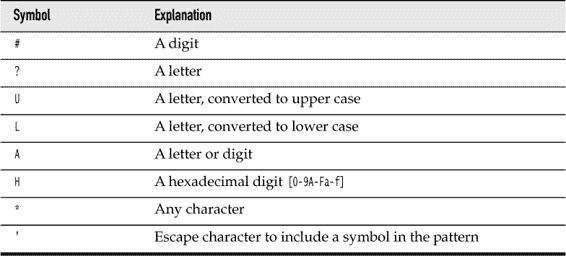 Symbol Explanation
# A digit
? A letter
U A letter, converted to upper case
L A letter, converted to lower case
A A letter or digit
H A hexadecimal digit [0-9A-Fa-f]
* Any character
' Escape character to include a symbol in the pattern